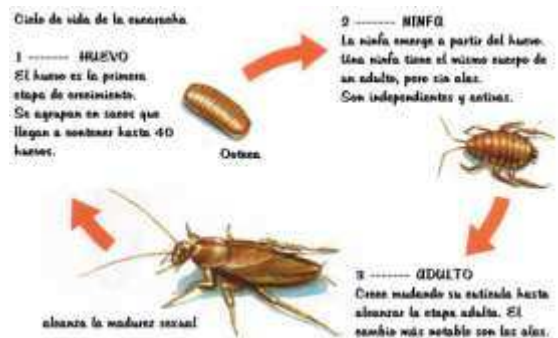 Ciclo de vida de la cucaracha
1 -------- HUEVO
El huevo es la primera
etapa de crecimiento.
Se agrupan en sacos que
llegan a contener hasta 40
huevos.
Ooteca
2 -------- NINFA
La ninfa emerge a partir del huevo.
Una ninfa tiene el mismo cuerpo de
un adulto, pero sin alas.
Son independientes y activas.
3 -------- ADULTO
Crece mudando su cutícula hasta
alcanzar la etapa adulta. El
cambio más notable son las alas.
alcanza la madurez sexual